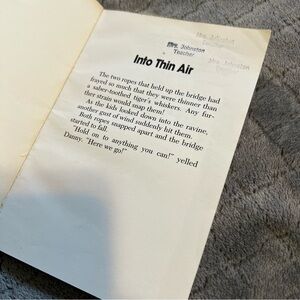 Mrs. Johnston
Teacher
Mrs. Johnston
Teacher
Mrs. Johnston
Teacher
Into Thin Air
The two ropes that held up the bridge had
frayed so much that they were thinner than
a saber-toothed tiger's whiskers. Any fur-
ther strain would snap them!
As the kids looked down into the ravine,
another gust of wind suddenly hit them.
Both ropes snapped apart and the bridge
started to fall.
"Hold on to anything you can!" yelled
Danny. "Here we go!"